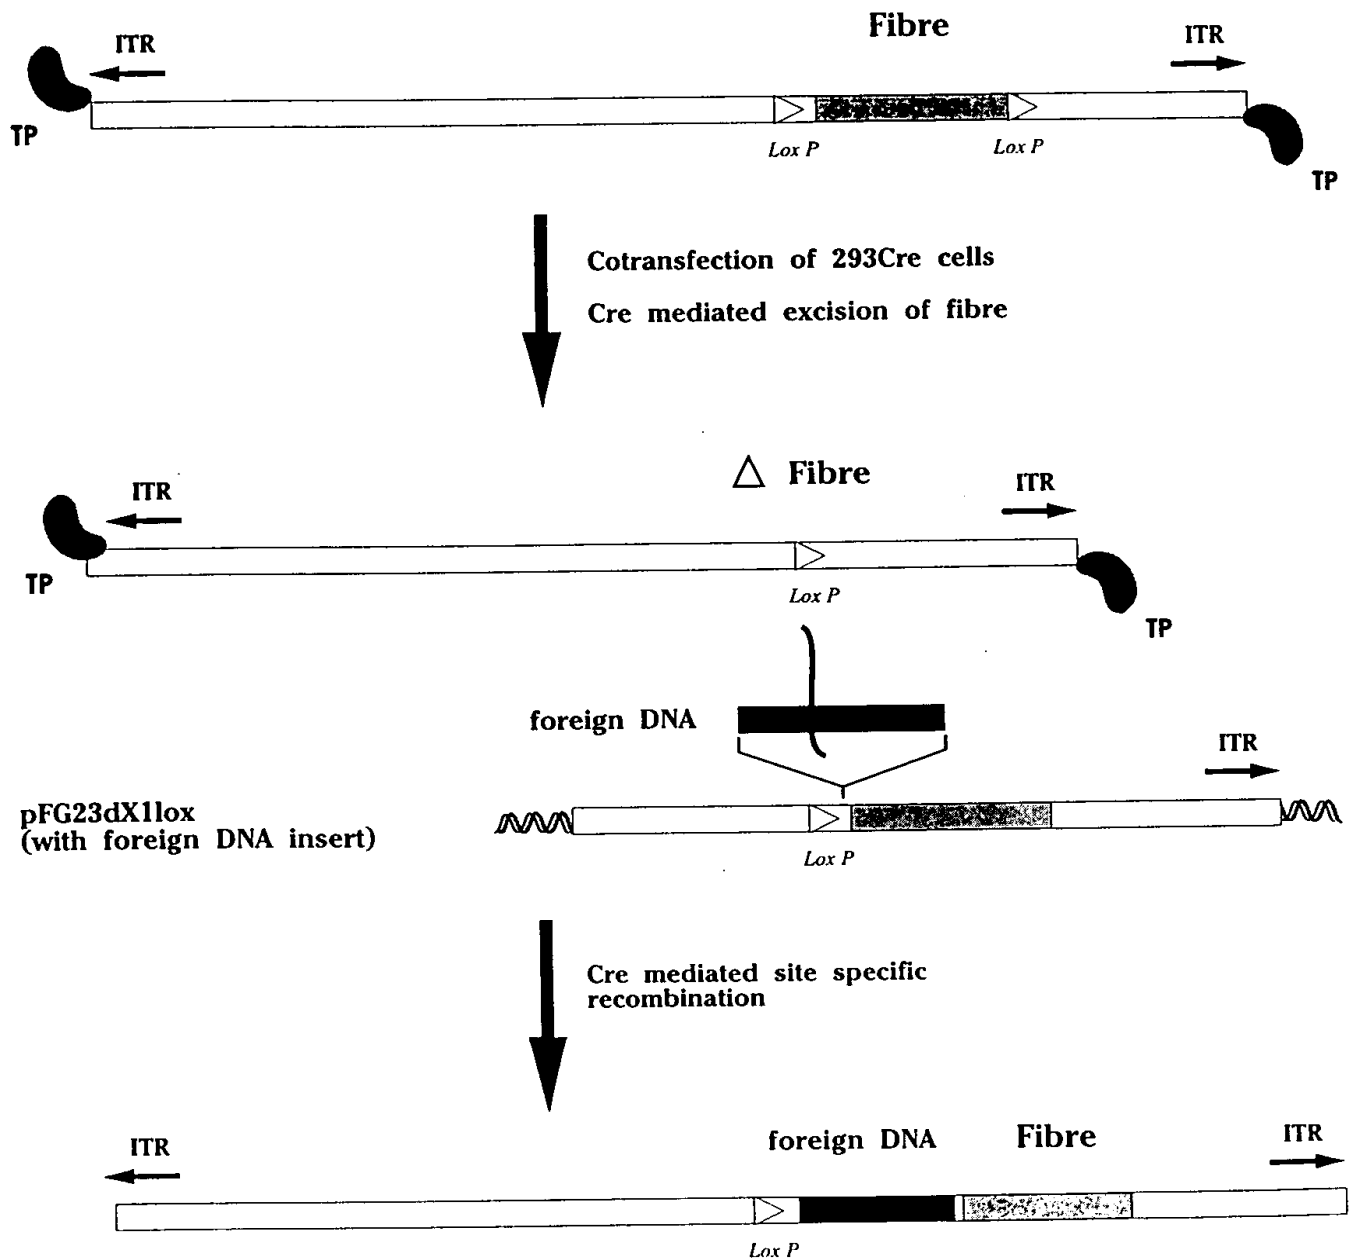 Fibre
ITR
ITR
TP
Lox P
Lox P
TP
Cotransfection of 293Cre cells
Cre mediated excision of fibre
△ Fibre
ITR
ITR
TP
Lox P
TP
foreign DNA
ITR
pFG23dX1lox
(with foreign DNA insert)
Lox P
Cre mediated site specific
recombination
ITR
foreign DNA
Fibre
ITR
Lox P